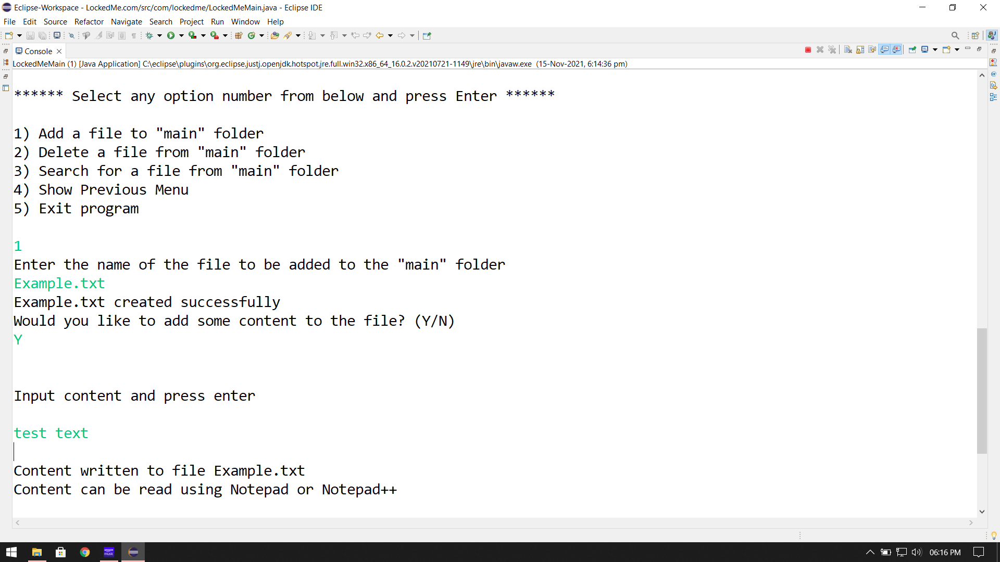 Eclipse-Workspace - LockedMe.com/src/com/lockedme/LockedMeMain.java - Eclipse IDE
File Edit Source Refactor Navigate Search Project Run Window Help
Console
LockedMeMain (1) [Java Application] C:\eclipse\plugins\org.eclipse.justj.openjdk.hotspot.jre.full.win32.x86_64_16.0.2.v20210721-1149\jre\bin\javaw.exe (15-Nov-2021, 6:14:36 pm)
****** Select any option number from below and press Enter ******
1) Add a file to "main" folder
2) Delete a file from "main" folder
3) Search for a file from "main" folder
4) Show Previous Menu
5) Exit program
1
Enter the name of the file to be added to the "main" folder
Example.txt
Example.txt created successfully
Would you like to add some content to the file? (Y/N)
Y
Input content and press enter
test text
Content written to file Example.txt
Content can be read using Notepad or Notepad++
amazon
music
06:16 PM